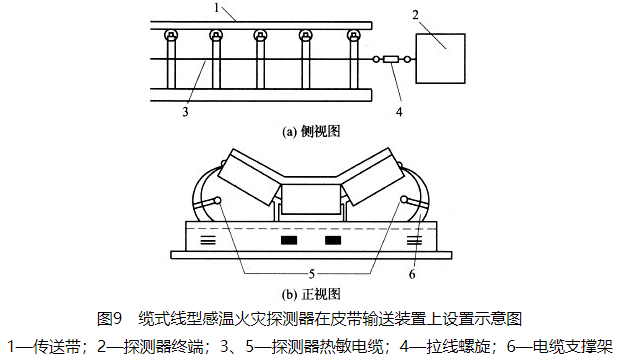 1
2
3
4
(a) 侧视图
5
6
(b) 正视图
图9 缆式线型感温火灾探测器在皮带输送装置上设置示意图
1—传送带；2—探测器终端；3、5—探测器热敏电缆；4—拉线螺旋；6—电缆支撑架